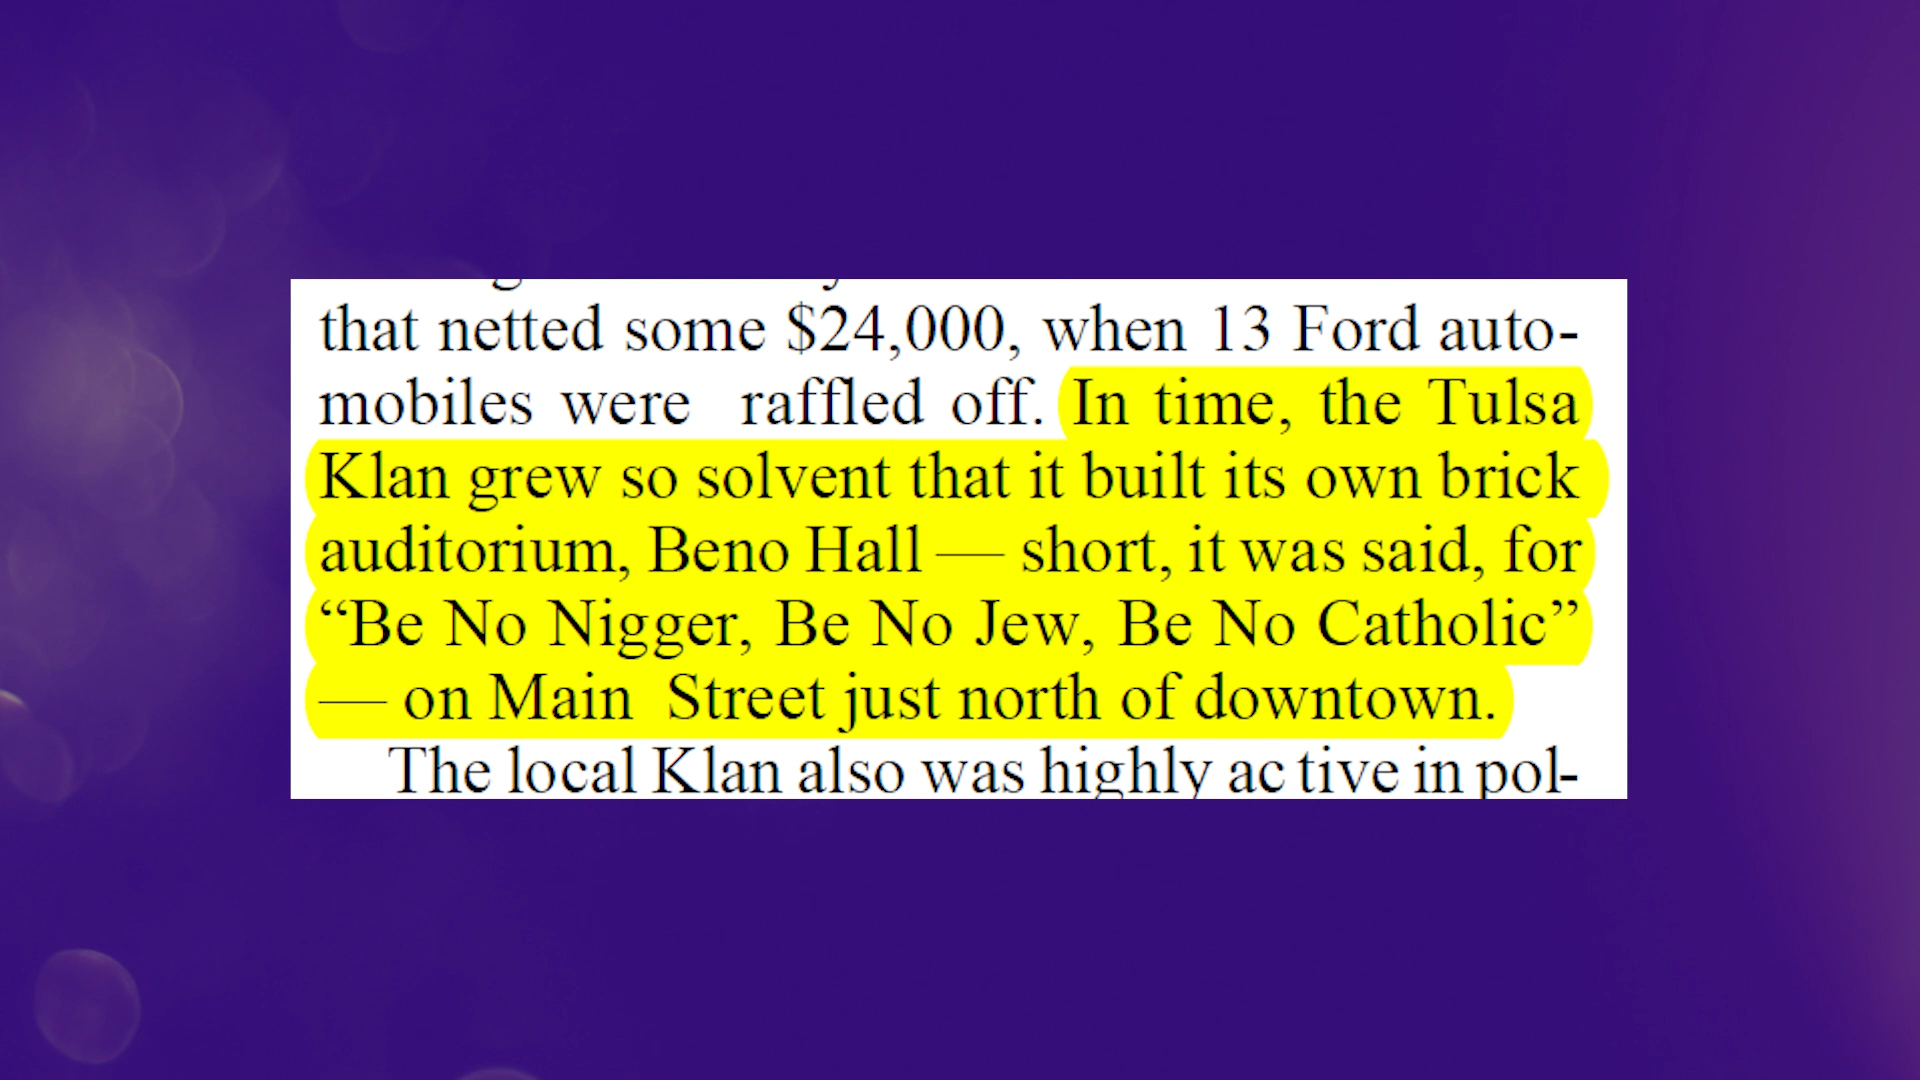 that netted some $24,000, when 13 Ford auto-
mobiles were raffled off. In time, the Tulsa
Klan grew so solvent that it built its own brick
auditorium, Beno Hall — short, it was said, for
“Be No Nigger, Be No Jew, Be No Catholic”
— on Main Street just north of downtown.
The local Klan also was highly ac tive in pol-